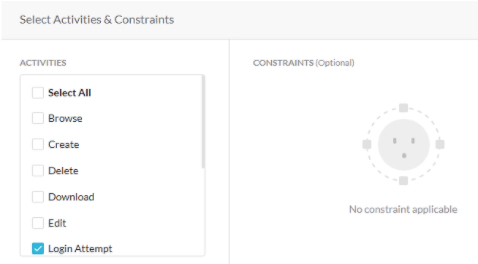 Select Activities & Constraints
ACTIVITIES
Select All
Browse
Create
Delete
Download
Edit
Login Attempt
CONSTRAINTS (Optional)
No constraint applicable